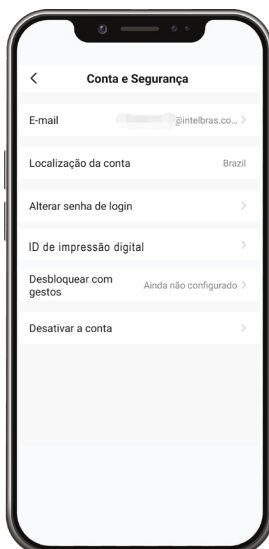 Conta e Segurança
E-mail @intelbras.co...
Localização da conta Brazil
Alterar senha de login
ID de impressão digital
Desbloquear com
gestos Ainda não configurado
Desativar a conta